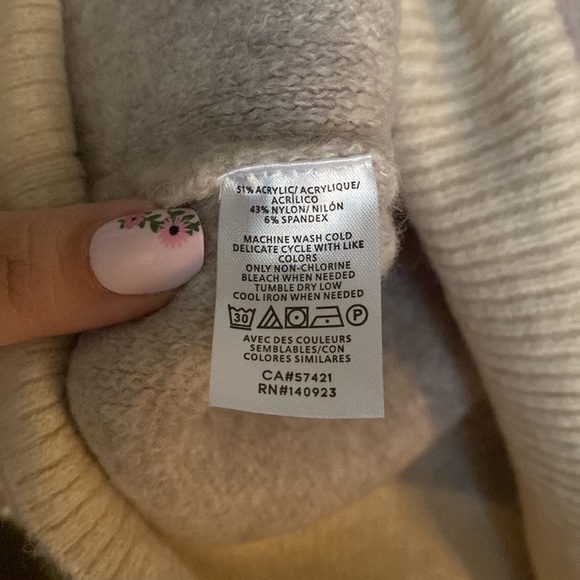 51% ACRYLIC/ ACRYLIQUE/
ACRÍLICO
43% NYLON/ NILÓN
6% SPANDEX
MACHINE WASH COLD
DELICATE CYCLE WITH LIKE
COLORS
ONLY NON-CHLORINE
BLEACH WHEN NEEDED
TUMBLE DRY LOW
COOL IRON WHEN NEEDED
30 P
AVEC DES COULEURS
SEMBLABLES/CON
COLORES SIMILARES
CA#57421
RN#140923